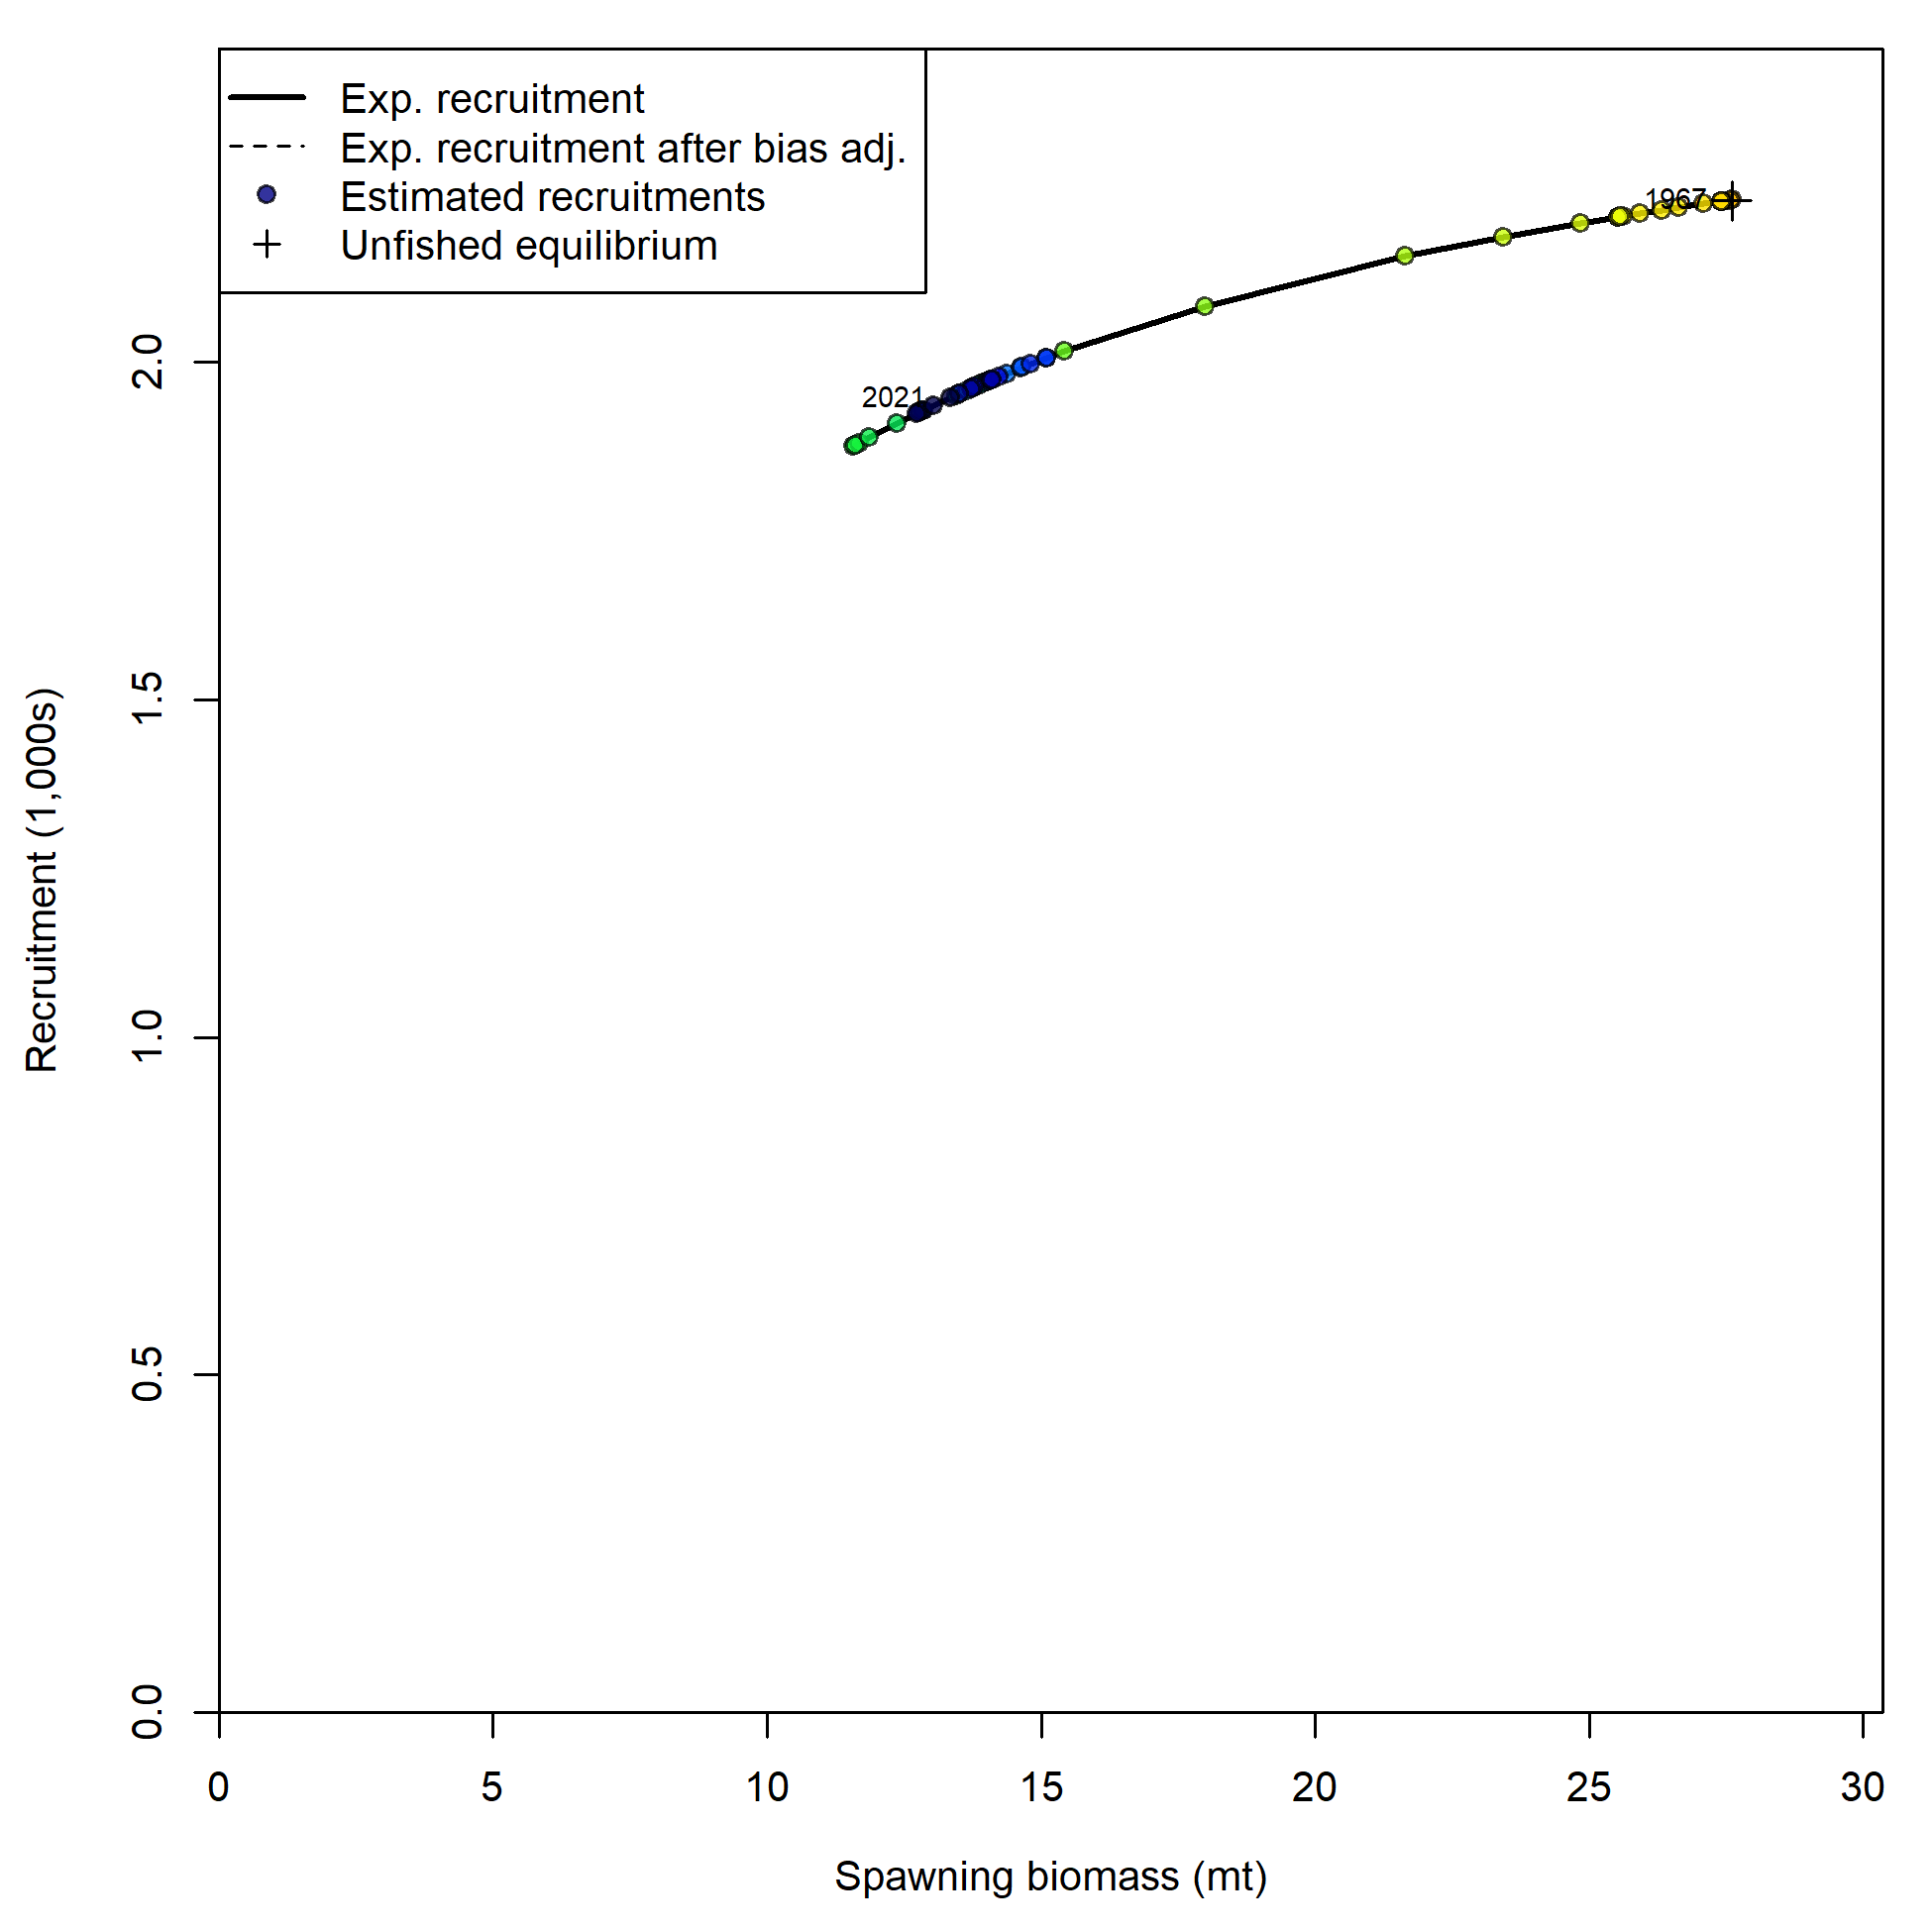 Exp. recruitment
Exp. recruitment after bias adj.
Estimated recruitments
Unfished equilibrium
1967
2021
2.0
1.5
1.0
0.5
0.0
Recruitment (1,000s)
0 5 10 15 20 25 30
Spawning biomass (mt)